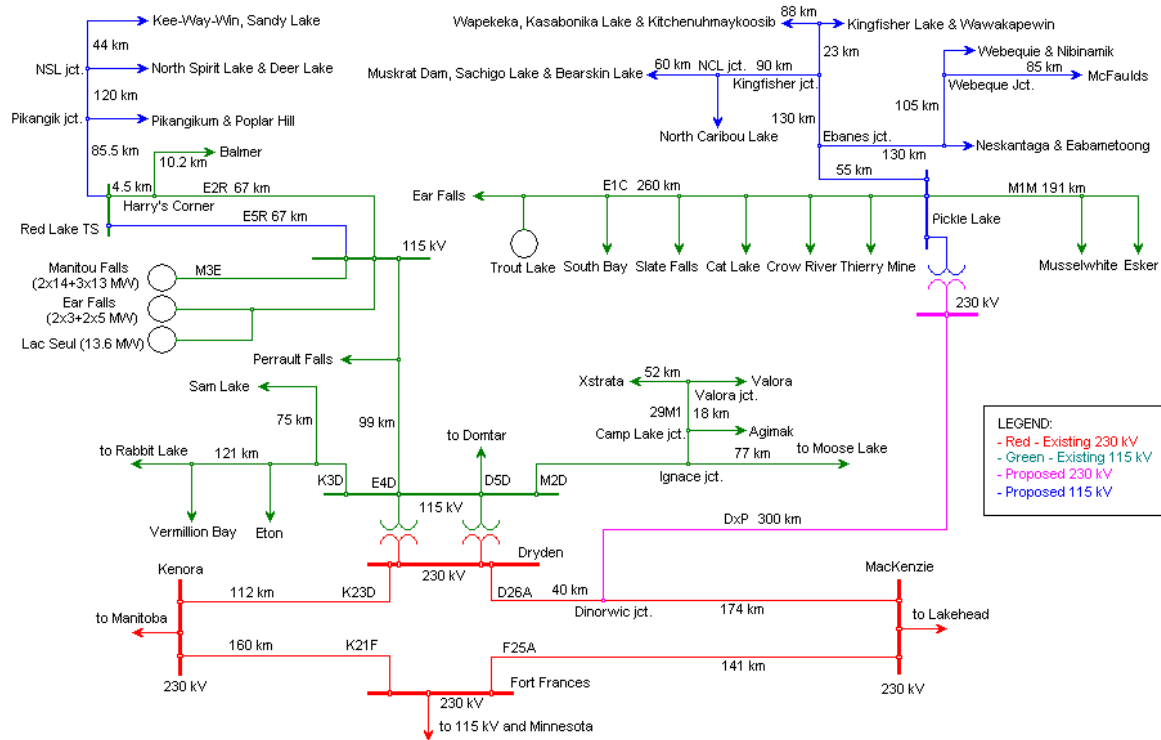 Kee-Way-Win, Sandy Lake
44 km
NSL jct.
North Spirit Lake & Deer Lake
120 km
Pikangik jct.
Pikangikum & Poplar Hill
85.5 km
Balmer
10.2 km
4.5 km
E2R 67 km
Harry's Corner
E5R 67 km
Red Lake TS
115 kV
Manitou Falls
(2x14+3x13 MW)
M3E
Ear Falls
(2x3+2x5 MW)
Lac Seul (13.6 MW)
Perrault Falls
Sam Lake
75 km
99 km
to Rabbit Lake
121 km
K3D
E4D
D5D
M2D
to Domtar
Vermillion Bay
Eton
115 kV
88 km
Wapekeka, Kasabonika Lake & Kitchenuhmaykoosib
Kingfisher Lake & Wawakapewin
23 km
Muskrat Dam, Sachigo Lake & Bearskin Lake
60 km
NCL jct.
90 km
Kingfisher jct.
North Caribou Lake
130 km
Webequie & Nibinamik
85 km
McFaulds
Webeque Jct.
105 km
Ebanes jct.
130 km
Neskantaga & Eabametoong
55 km
Ear Falls
E1C 260 km
M1M 191 km
Pickle Lake
Trout Lake
South Bay
Slate Falls
Cat Lake
Crow River
Thierry Mine
Musselwhite
Esker
230 kV
Xstrata
52 km
Valora
Valora jct.
29M1
18 km
Camp Lake jct.
Agimak
77 km
to Moose Lake
Ignace jct.
LEGEND:
- Red - Existing 230 kV
- Green - Existing 115 kV
- Proposed 230 kV
- Proposed 115 kV
DxP 300 km
Dryden
230 kV
Kenora
112 km
K23D
D26A
40 km
Dinorwic jct.
174 km
MacKenzie
to Manitoba
to Lakehead
160 km
K21F
F25A
141 km
230 kV
Fort Frances
230 kV
230 kV
to 115 kV and Minnesota